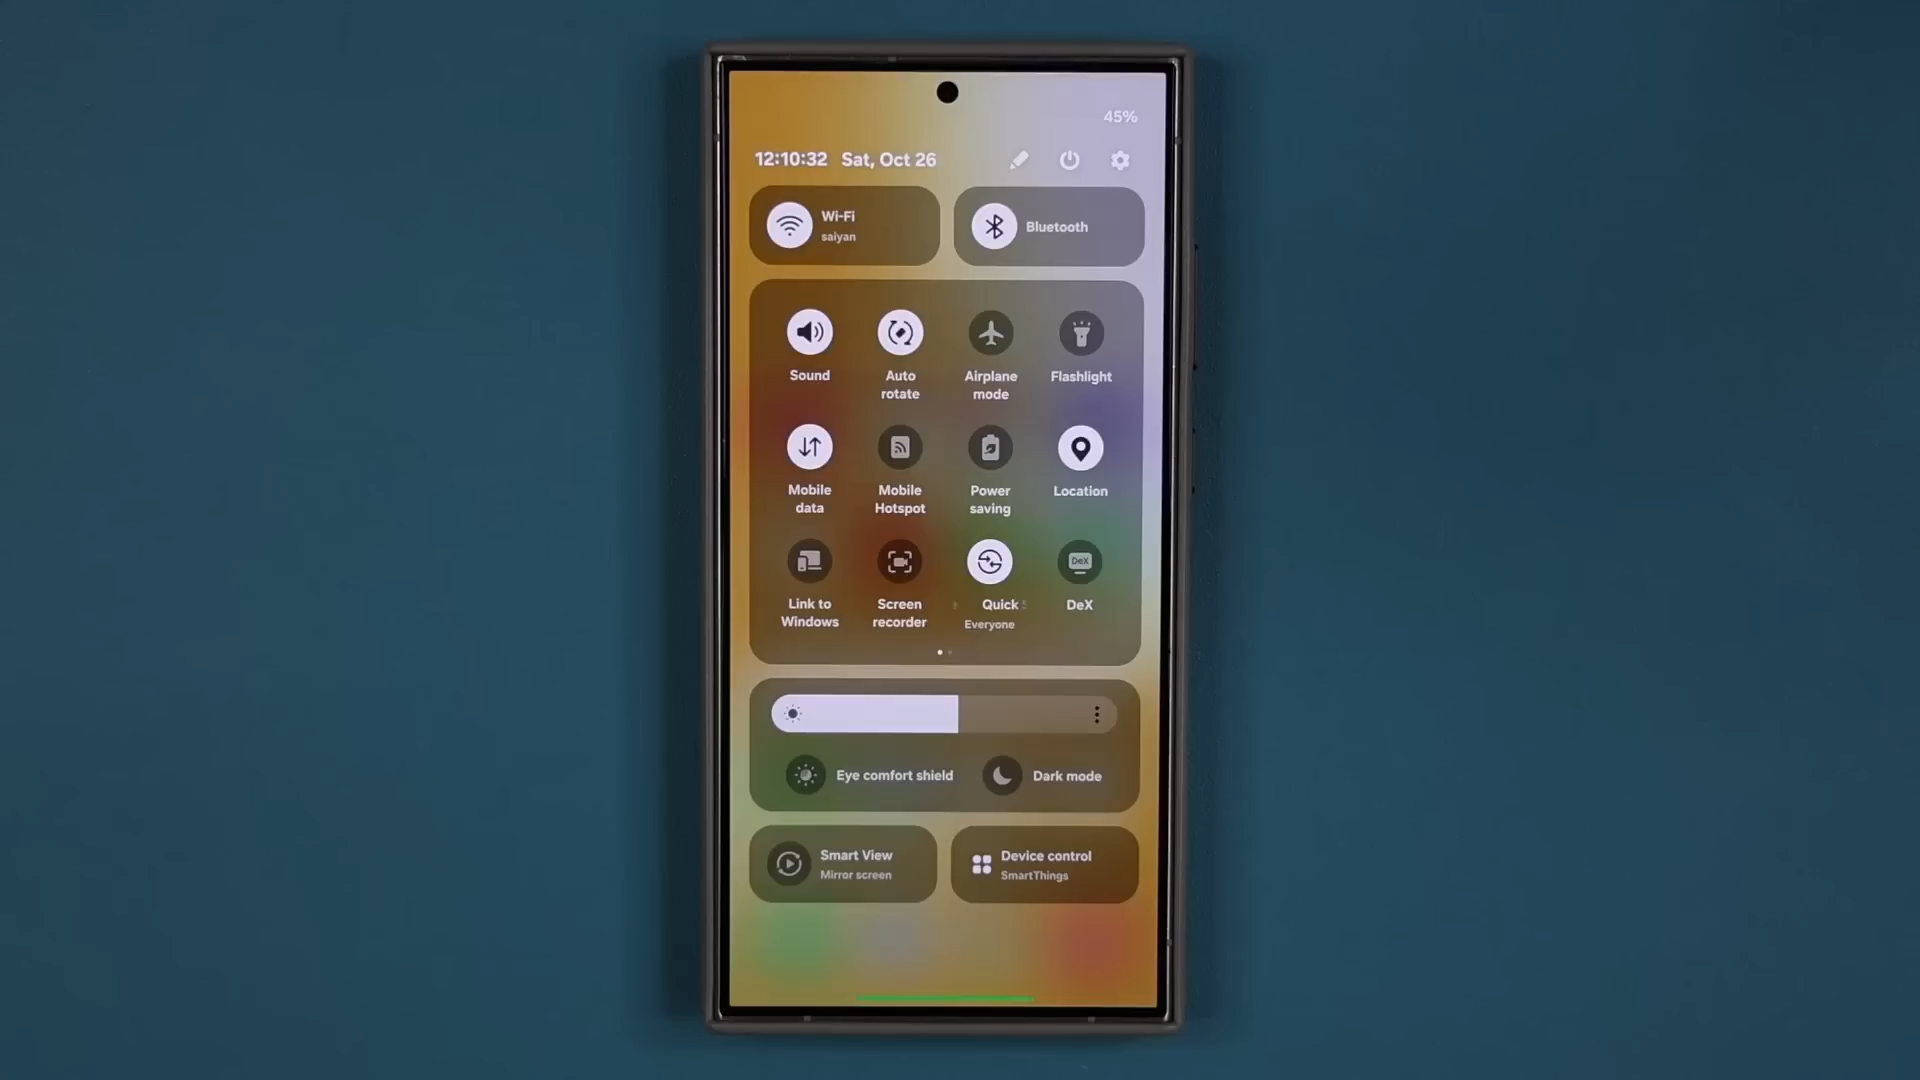 45%
12:10:32 Sat, Oct 26
Wi-Fi
saiyan
Bluetooth
Sound
Auto
rotate
Airplane
mode
Flashlight
Mobile
data
Mobile
Hotspot
Power
saving
Location
Link to
Windows
Screen
recorder
Quick
Everyone
DeX
DeX
Eye comfort shield
Dark mode
Smart View
Mirror screen
Device control
SmartThings